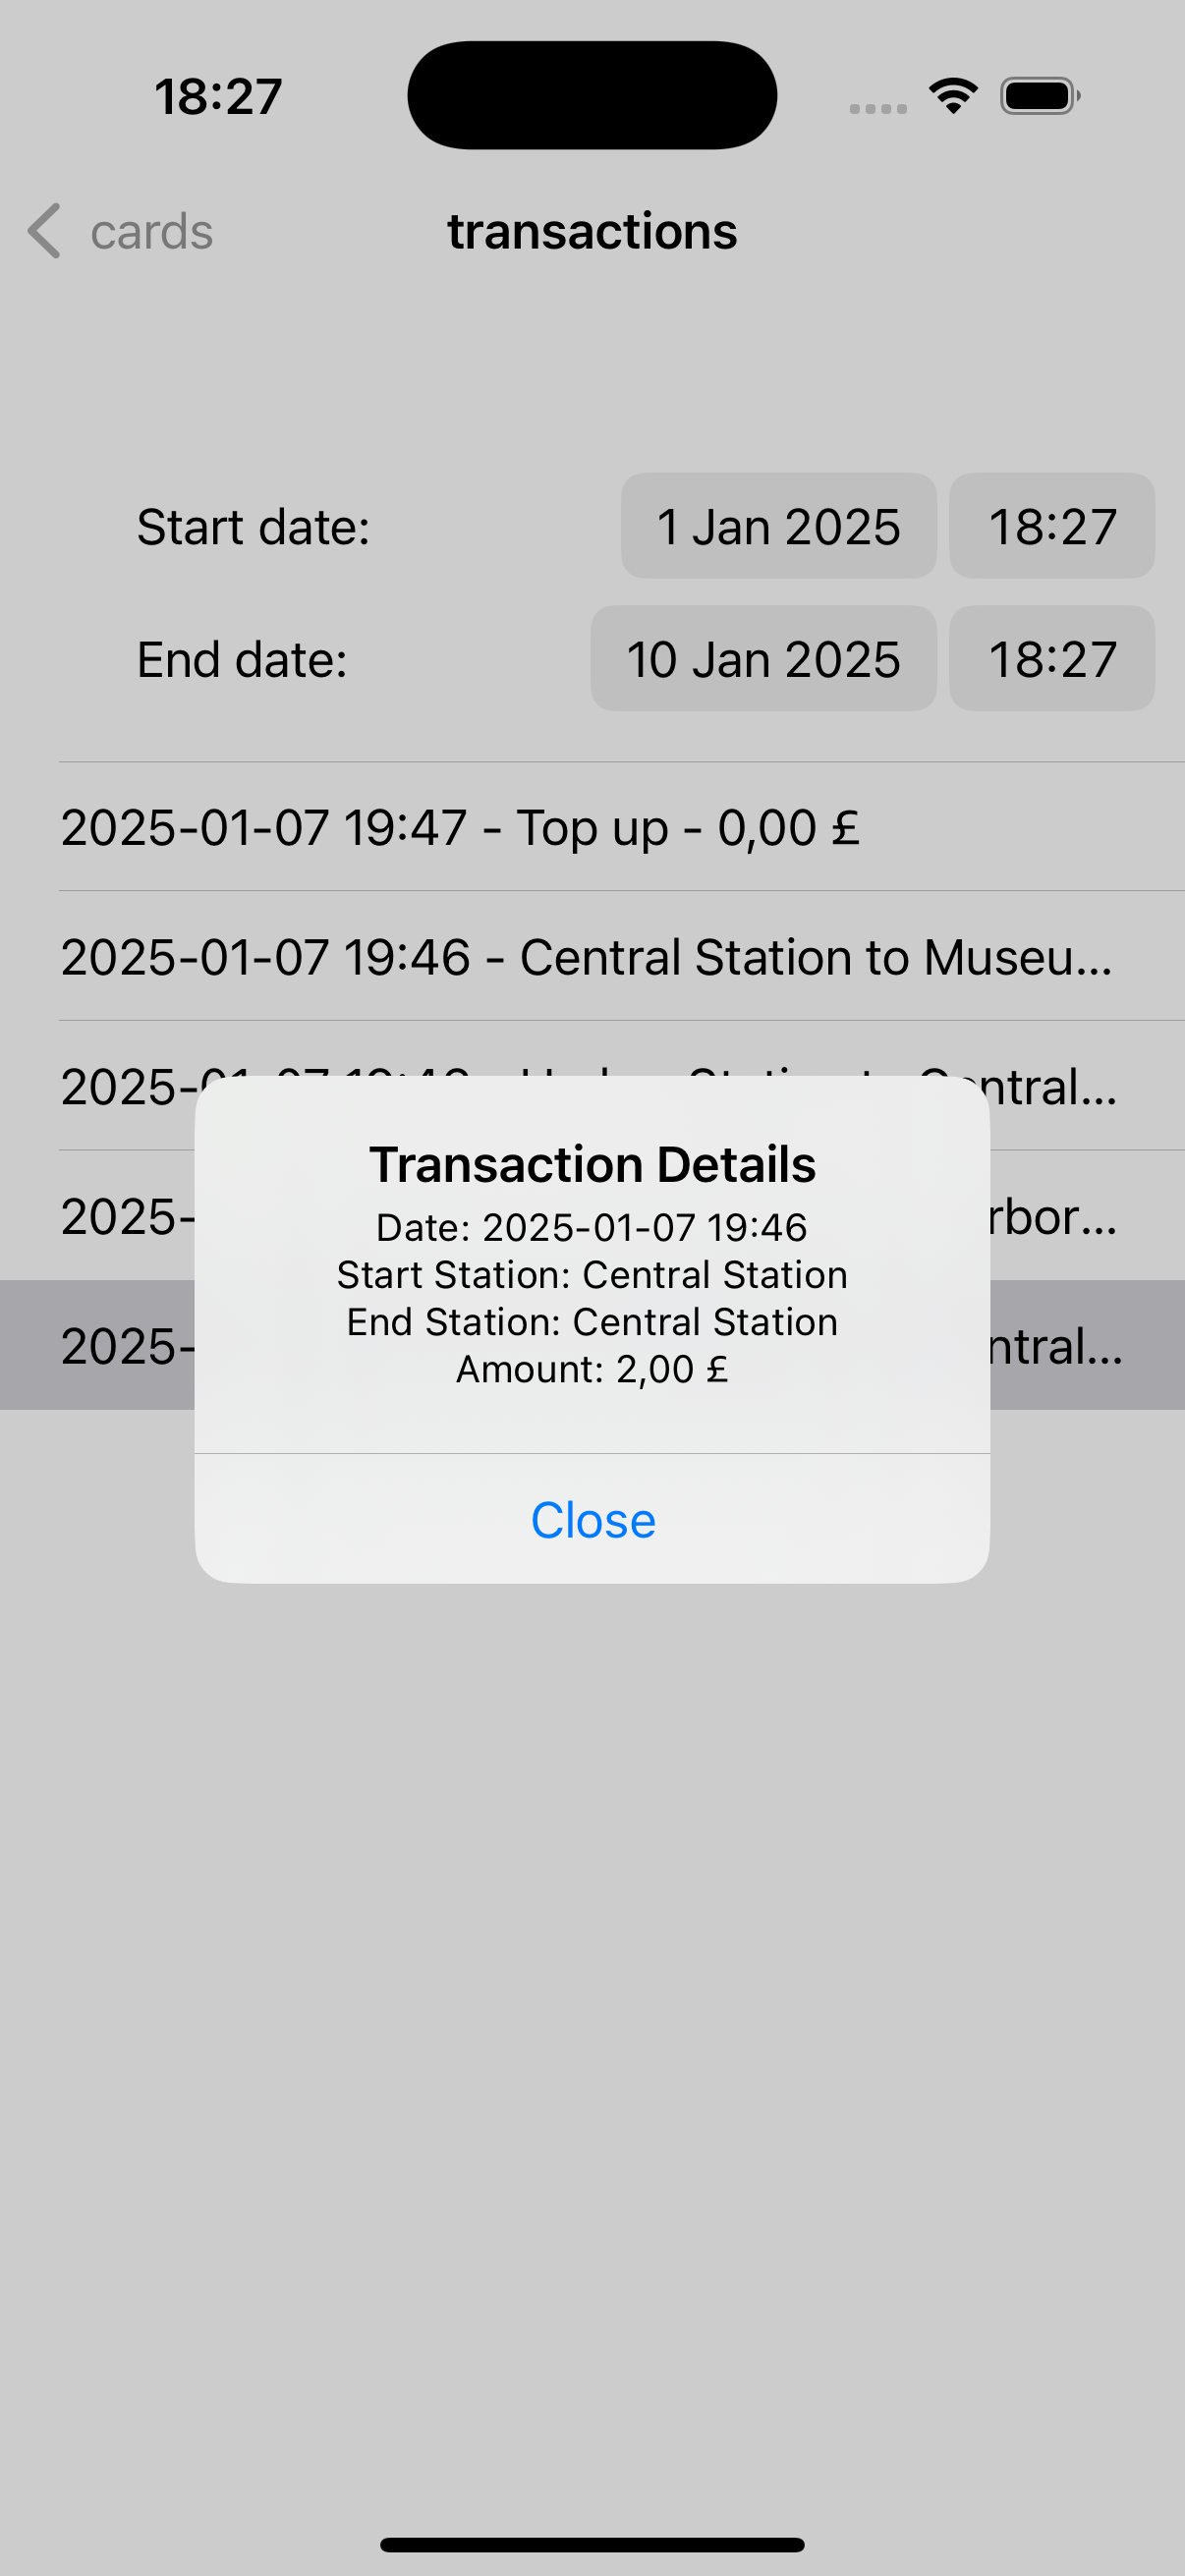 18:27
cards
transactions
Start date: 1 Jan 2025 18:27
End date: 10 Jan 2025 18:27
2025-01-07 19:47 - Top up - 0,00 £
2025-01-07 19:46 - Central Station to Museu...
2025- ntral...
2025- rbor...
2025- ntral...
Transaction Details
Date: 2025-01-07 19:46
Start Station: Central Station
End Station: Central Station
Amount: 2,00 £
Close